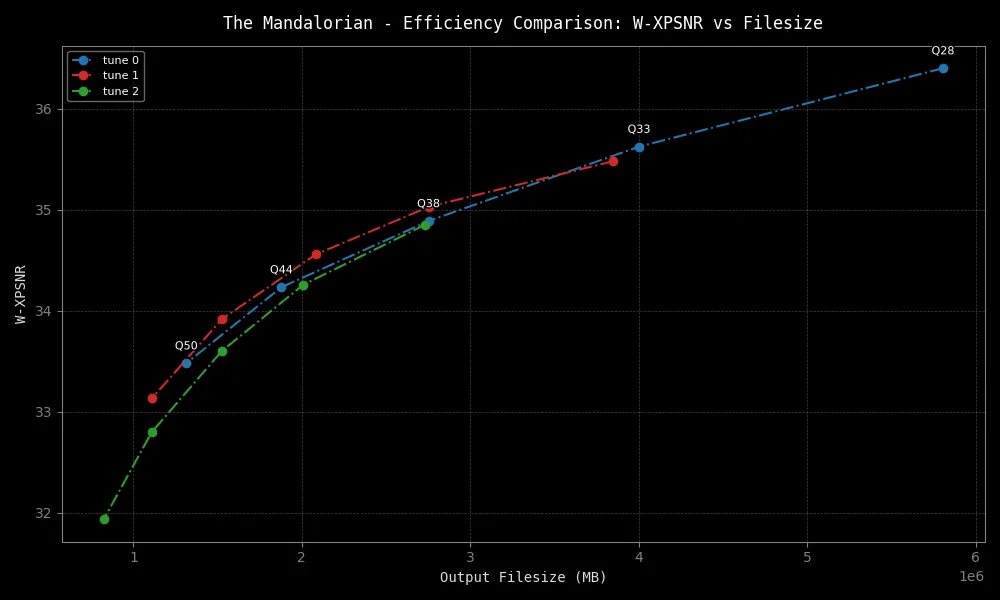 The Mandalorian - Efficiency Comparison: W-XPSNR vs Filesize
tune 0
tune 1
tune 2
Q28
Q33
Q38
Q44
Q50
36
35
34
33
32
W-XPSNR
1 2 3 4 5 6
1e6
Output Filesize (MB)